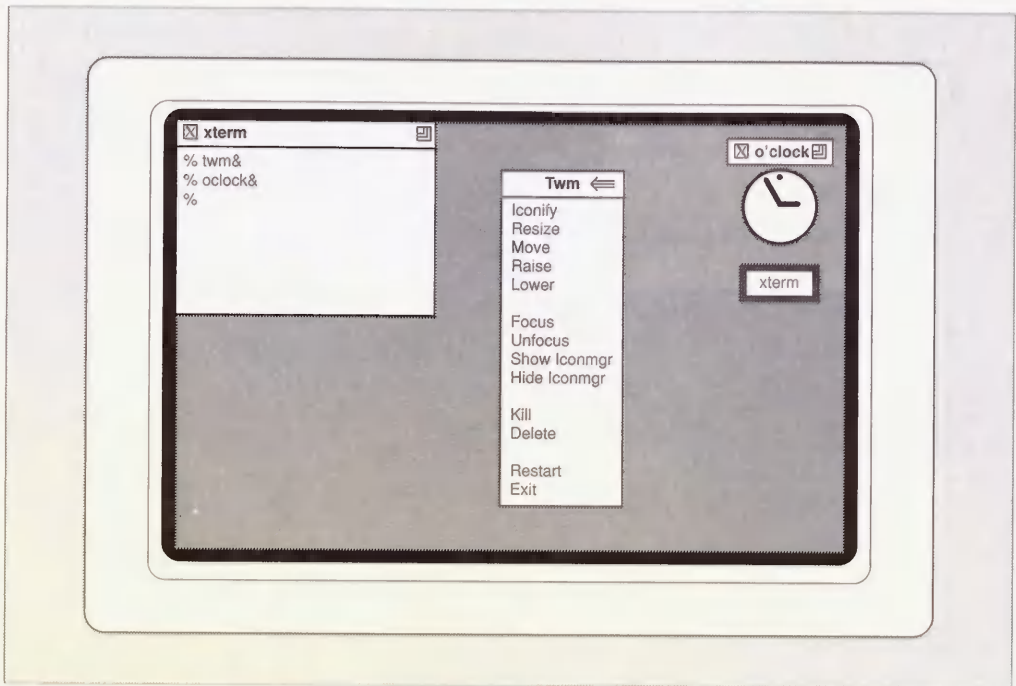 xterm
% twm&
% oclock&
%
Twm
Iconify
Resize
Move
Raise
Lower
Focus
Unfocus
Show Iconmgr
Hide Iconmgr
Kill
Delete
Restart
Exit
o'clock
xterm